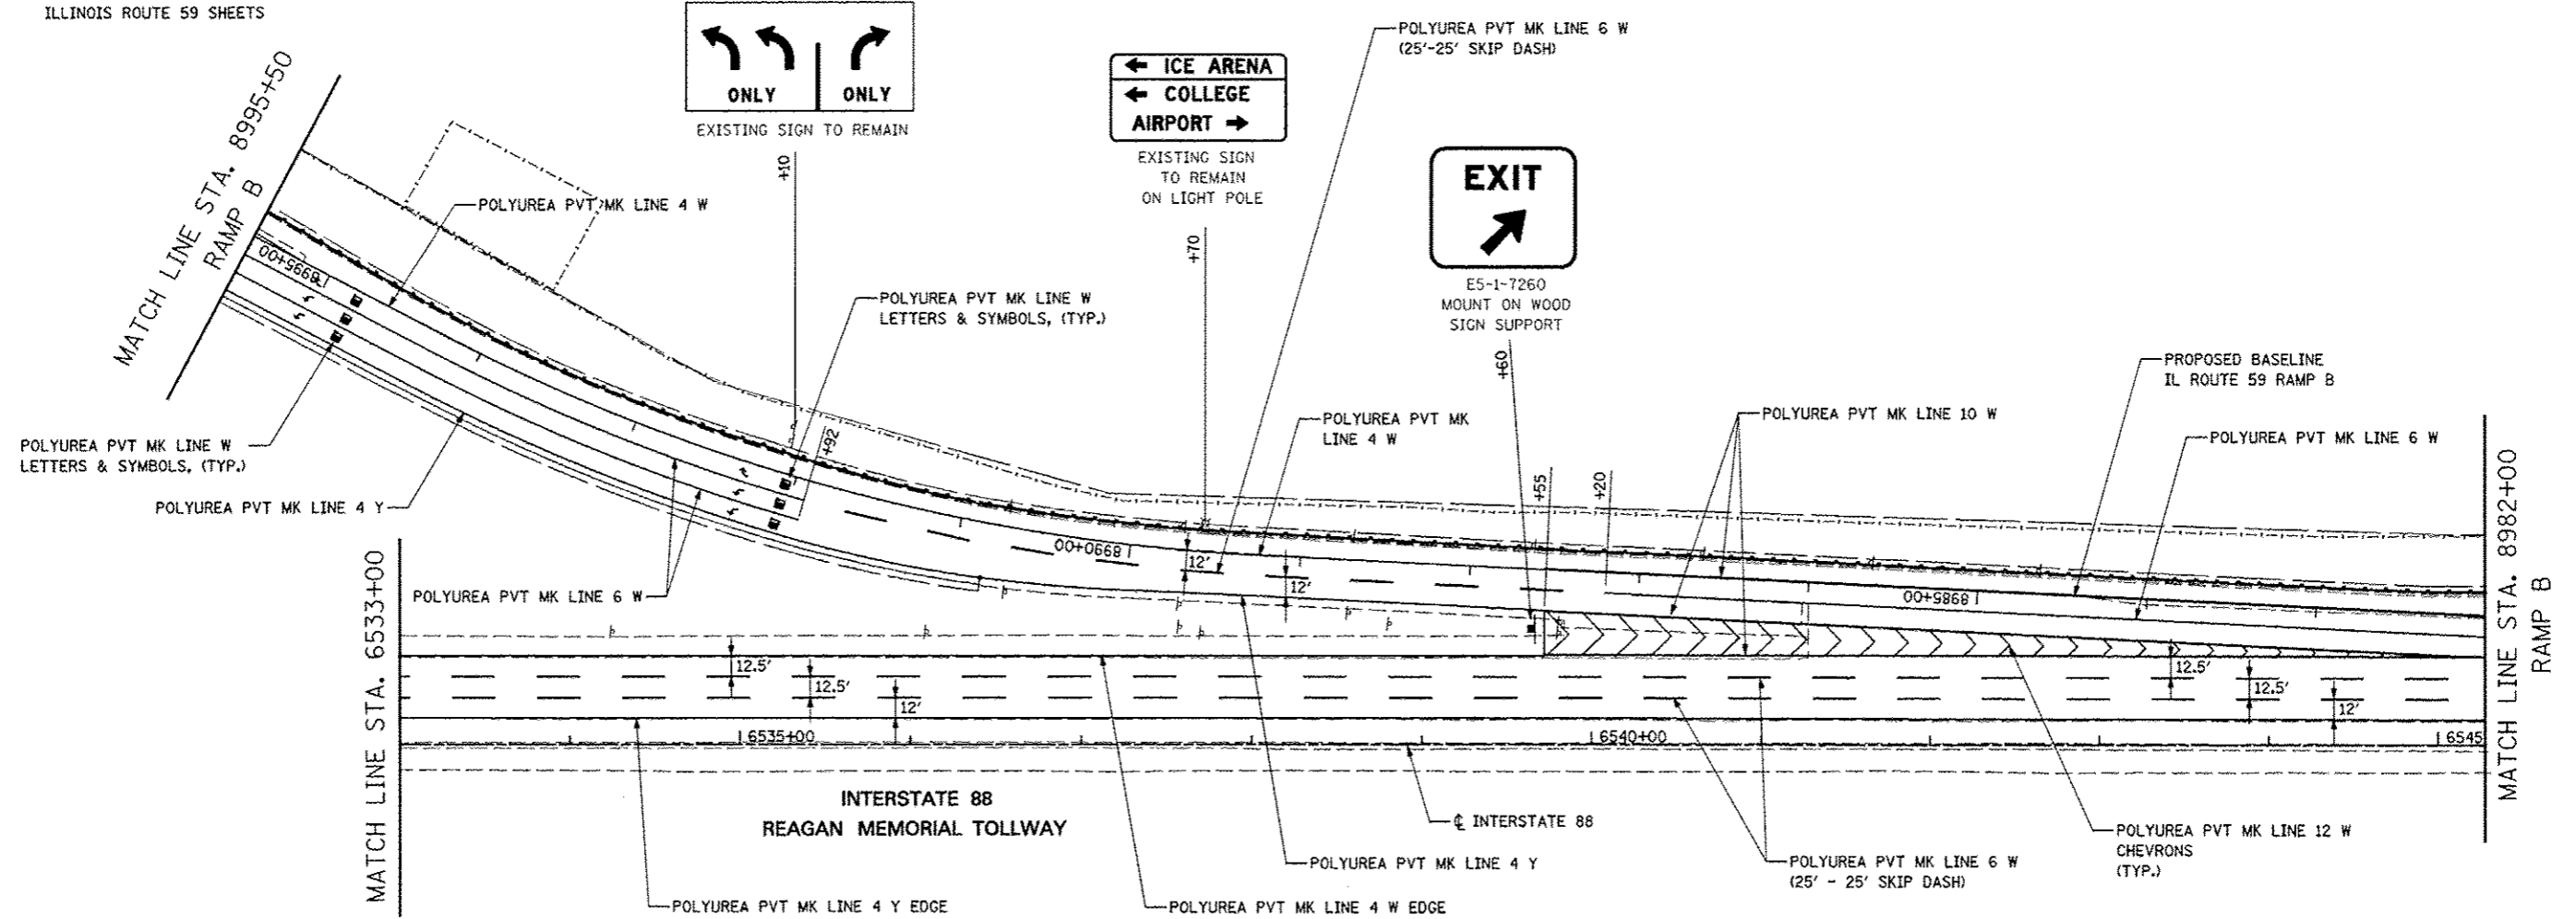 ILLINOIS ROUTE 59 SHEETS
MATCH LINE STA. 8995+50
RAMP B
ONLY
ONLY
EXISTING SIGN TO REMAIN
+10
← ICE ARENA
← COLLEGE
AIRPORT →
EXISTING SIGN
TO REMAIN
ON LIGHT POLE
+70
POLYUREA PVT MK LINE 6 W
(25'-25' SKIP DASH)
EXIT
E5-1-7260
MOUNT ON WOOD
SIGN SUPPORT
+60
POLYUREA PVT MK LINE 4 W
8995+00
POLYUREA PVT MK LINE W
LETTERS & SYMBOLS, (TYP.)
+92
PROPOSED BASELINE
IL ROUTE 59 RAMP B
POLYUREA PVT MK
LINE 4 W
POLYUREA PVT MK LINE 10 W
POLYUREA PVT MK LINE 6 W
POLYUREA PVT MK LINE W
LETTERS & SYMBOLS, (TYP.)
POLYUREA PVT MK LINE 4 Y
+55
+20
8990+00
12'
12'
8985+00
POLYUREA PVT MK LINE 6 W
MATCH LINE STA. 6533+00
MATCH LINE STA. 8982+00
RAMP B
12.5'
12.5'
12'
12.5'
12.5'
12'
6535+00
6540+00
6545
INTERSTATE 88
REAGAN MEMORIAL TOLLWAY
℄ INTERSTATE 88
POLYUREA PVT MK LINE 12 W
CHEVRONS
(TYP.)
POLYUREA PVT MK LINE 4 Y
POLYUREA PVT MK LINE 6 W
(25' - 25' SKIP DASH)
POLYUREA PVT MK LINE 4 Y EDGE
POLYUREA PVT MK LINE 4 W EDGE